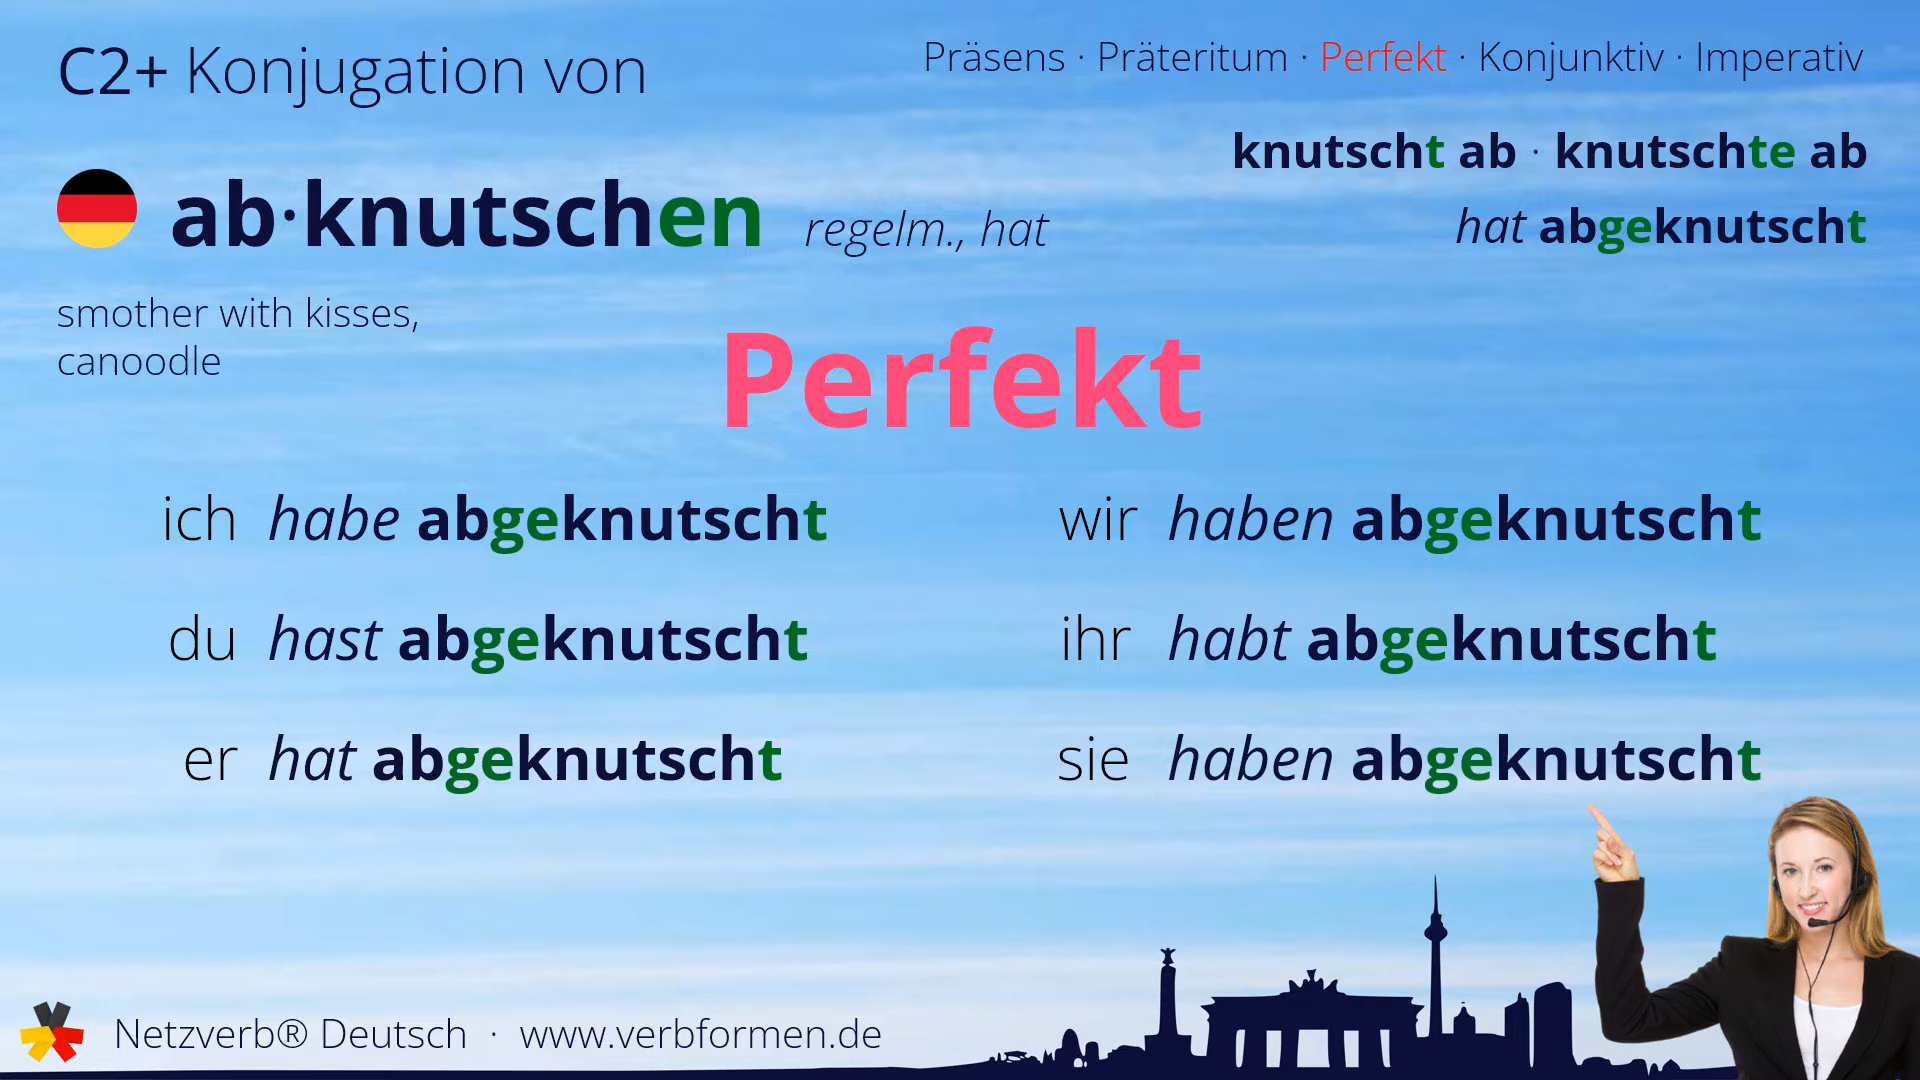 C2+ Konjugation von
Präsens · Präteritum · Perfekt · Konjunktiv · Imperativ
ab·knutschen regelm., hat
knutscht ab · knutschte ab
hat abgeknutscht
smother with kisses,
canoodle
Perfekt
ich habe abgeknutscht
du hast abgeknutscht
er hat abgeknutscht
wir haben abgeknutscht
ihr habt abgeknutscht
sie haben abgeknutscht
Netzverb® Deutsch · www.verbformen.de